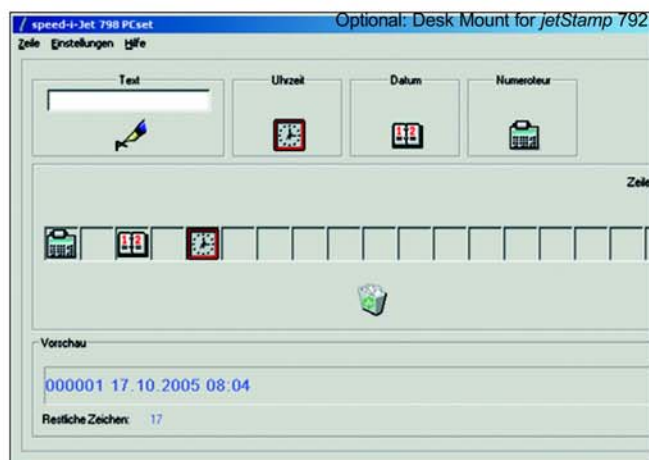 speed-i-Jet 798 PCset
Optional: Desk Mount for jetStamp 792
Zeile Einstellungen Hilfe
Text Uhrzeit Datum Numeroteur
Zeile
Vorschau
000001 17.10.2005 08:04
Restliche Zeichen: 17